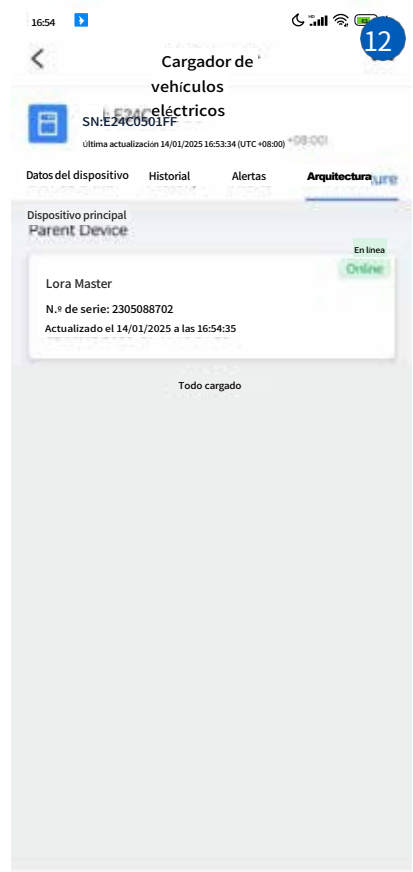 16:54
12
Cargador de
vehículos
eléctricos
SN:E24C0501FF
última actualización 14/01/2025 16:53:34 (UTC +08:00)
Datos del dispositivo Historial Alertas Arquitectura
Dispositivo principal
Parent Device
En línea
Online
Lora Master
N.º de serie: 2305088702
Actualizado el 14/01/2025 a las 16:54:35
Todo cargado